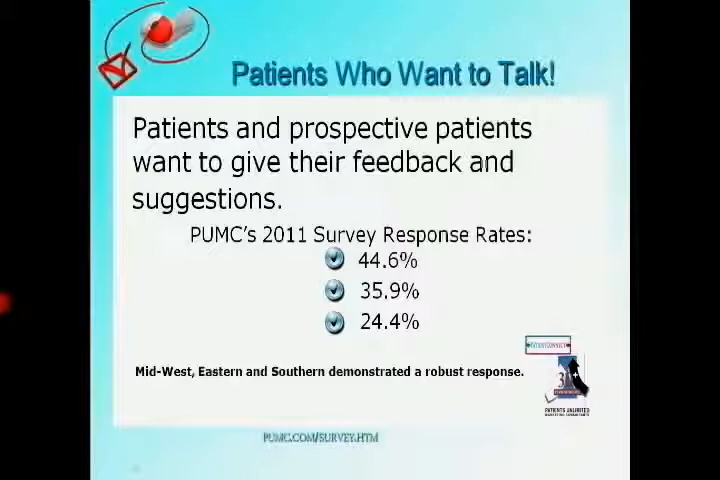 Patients Who Want to Talk!
Patients and prospective patients
want to give their feedback and
suggestions.
PUMC's 2011 Survey Response Rates:
44.6%
35.9%
24.4%
Mid-West, Eastern and Southern demonstrated a robust response.
PATIENTS UNLIMITED
MARKETING CONSULTANTS
PUMC.COM/SURVEY.HTM